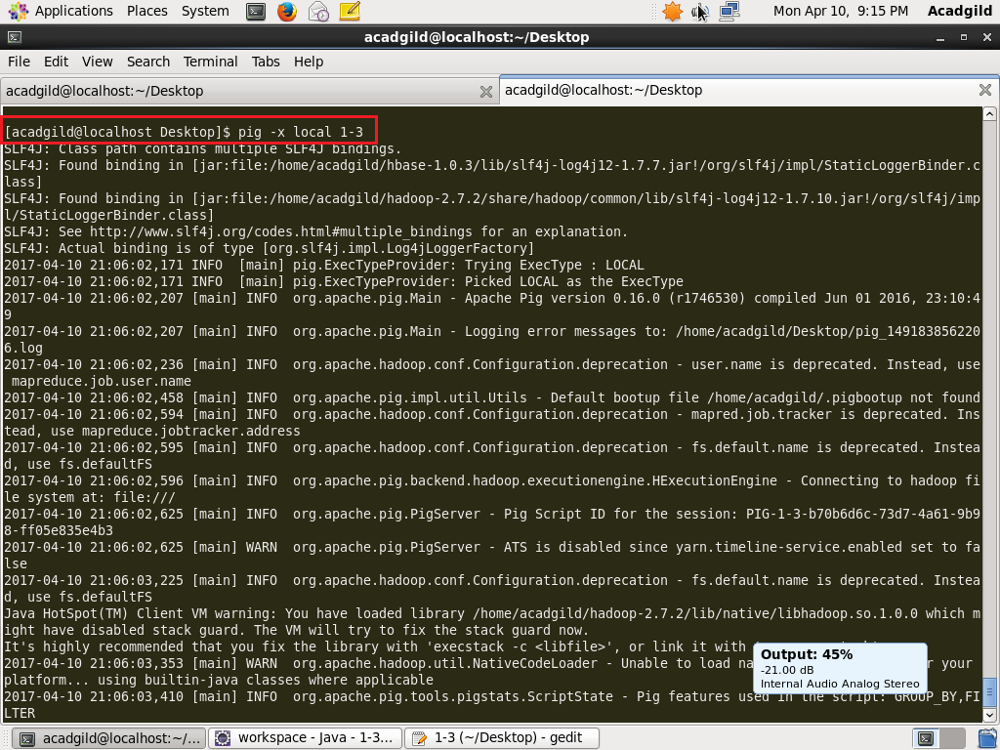 Applications Places System
Mon Apr 10, 9:15 PM Acadgild
acadgild@localhost:~/Desktop
File Edit View Search Terminal Tabs Help
acadgild@localhost:~/Desktop
acadgild@localhost:~/Desktop
[acadgild@localhost Desktop]$ pig -x local 1-3
SLF4J: Class path contains multiple SLF4J bindings.
SLF4J: Found binding in [jar:file:/home/acadgild/hbase-1.0.3/lib/slf4j-log4j12-1.7.7.jar!/org/slf4j/impl/StaticLoggerBinder.c
lass]
SLF4J: Found binding in [jar:file:/home/acadgild/hadoop-2.7.2/share/hadoop/common/lib/slf4j-log4j12-1.7.10.jar!/org/slf4j/imp
l/StaticLoggerBinder.class]
SLF4J: See http://www.slf4j.org/codes.html#multiple_bindings for an explanation.
SLF4J: Actual binding is of type [org.slf4j.impl.Log4jLoggerFactory]
2017-04-10 21:06:02,171 INFO  [main] pig.ExecTypeProvider: Trying ExecType : LOCAL
2017-04-10 21:06:02,171 INFO  [main] pig.ExecTypeProvider: Picked LOCAL as the ExecType
2017-04-10 21:06:02,207 [main] INFO  org.apache.pig.Main - Apache Pig version 0.16.0 (r1746530) compiled Jun 01 2016, 23:10:4
9
2017-04-10 21:06:02,207 [main] INFO  org.apache.pig.Main - Logging error messages to: /home/acadgild/Desktop/pig_149183856220
6.log
2017-04-10 21:06:02,236 [main] INFO  org.apache.hadoop.conf.Configuration.deprecation - user.name is deprecated. Instead, use
 mapreduce.job.user.name
2017-04-10 21:06:02,458 [main] INFO  org.apache.pig.impl.util.Utils - Default bootup file /home/acadgild/.pigbootup not found
2017-04-10 21:06:02,594 [main] INFO  org.apache.hadoop.conf.Configuration.deprecation - mapred.job.tracker is deprecated. Ins
tead, use mapreduce.jobtracker.address
2017-04-10 21:06:02,595 [main] INFO  org.apache.hadoop.conf.Configuration.deprecation - fs.default.name is deprecated. Instea
d, use fs.defaultFS
2017-04-10 21:06:02,596 [main] INFO  org.apache.pig.backend.hadoop.executionengine.HExecutionEngine - Connecting to hadoop fi
le system at: file:///
2017-04-10 21:06:02,625 [main] INFO  org.apache.pig.PigServer - Pig Script ID for the session: PIG-1-3-b70b6d6c-73d7-4a61-9b9
8-ff05e835e4b3
2017-04-10 21:06:02,625 [main] WARN  org.apache.pig.PigServer - ATS is disabled since yarn.timeline-service.enabled set to fa
lse
2017-04-10 21:06:03,225 [main] INFO  org.apache.hadoop.conf.Configuration.deprecation - fs.default.name is deprecated. Instea
d, use fs.defaultFS
Java HotSpot(TM) Client VM warning: You have loaded library /home/acadgild/hadoop-2.7.2/lib/native/libhadoop.so.1.0.0 which m
ight have disabled stack guard. The VM will try to fix the stack guard now.
It's highly recommended that you fix the library with 'execstack -c <libfile>', or link it with
2017-04-10 21:06:03,353 [main] WARN  org.apache.hadoop.util.NativeCodeLoader - Unable to load your
platform... using builtin-java classes where applicable
2017-04-10 21:06:03,410 [main] INFO  org.apache.pig.tools.pigstats.ScriptState - Pig features used in the script: GROUP_BY,FI
LTER
Output: 45%
-21.00 dB
Internal Audio Analog Stereo
acadgild@localhost:~/...
workspace - Java - 1-3...
1-3 (~/Desktop) - gedit